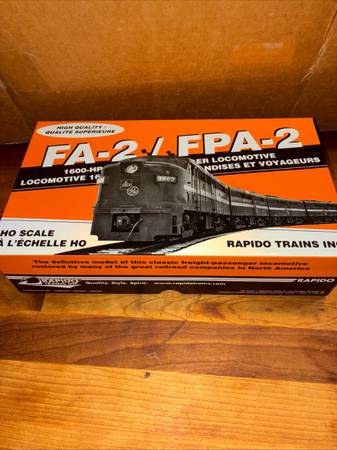 HIGH QUALITY
QUALITÉ SUPÉRIEURE
FA-2 / FPA-2
1600-HP ER LOCOMOTIVE
LOCOMOTIVE 16 NDISES ET VOYAGEURS
HO SCALE
À L'ÉCHELLE HO
RAPIDO TRAINS IN
The definitive model of this classic freight-passenger locomotive
rostered by many of the great railroad companies in North America
RAPIDO
Quality, Style, Spirit. www.rapidotrains.com
RAPIDO